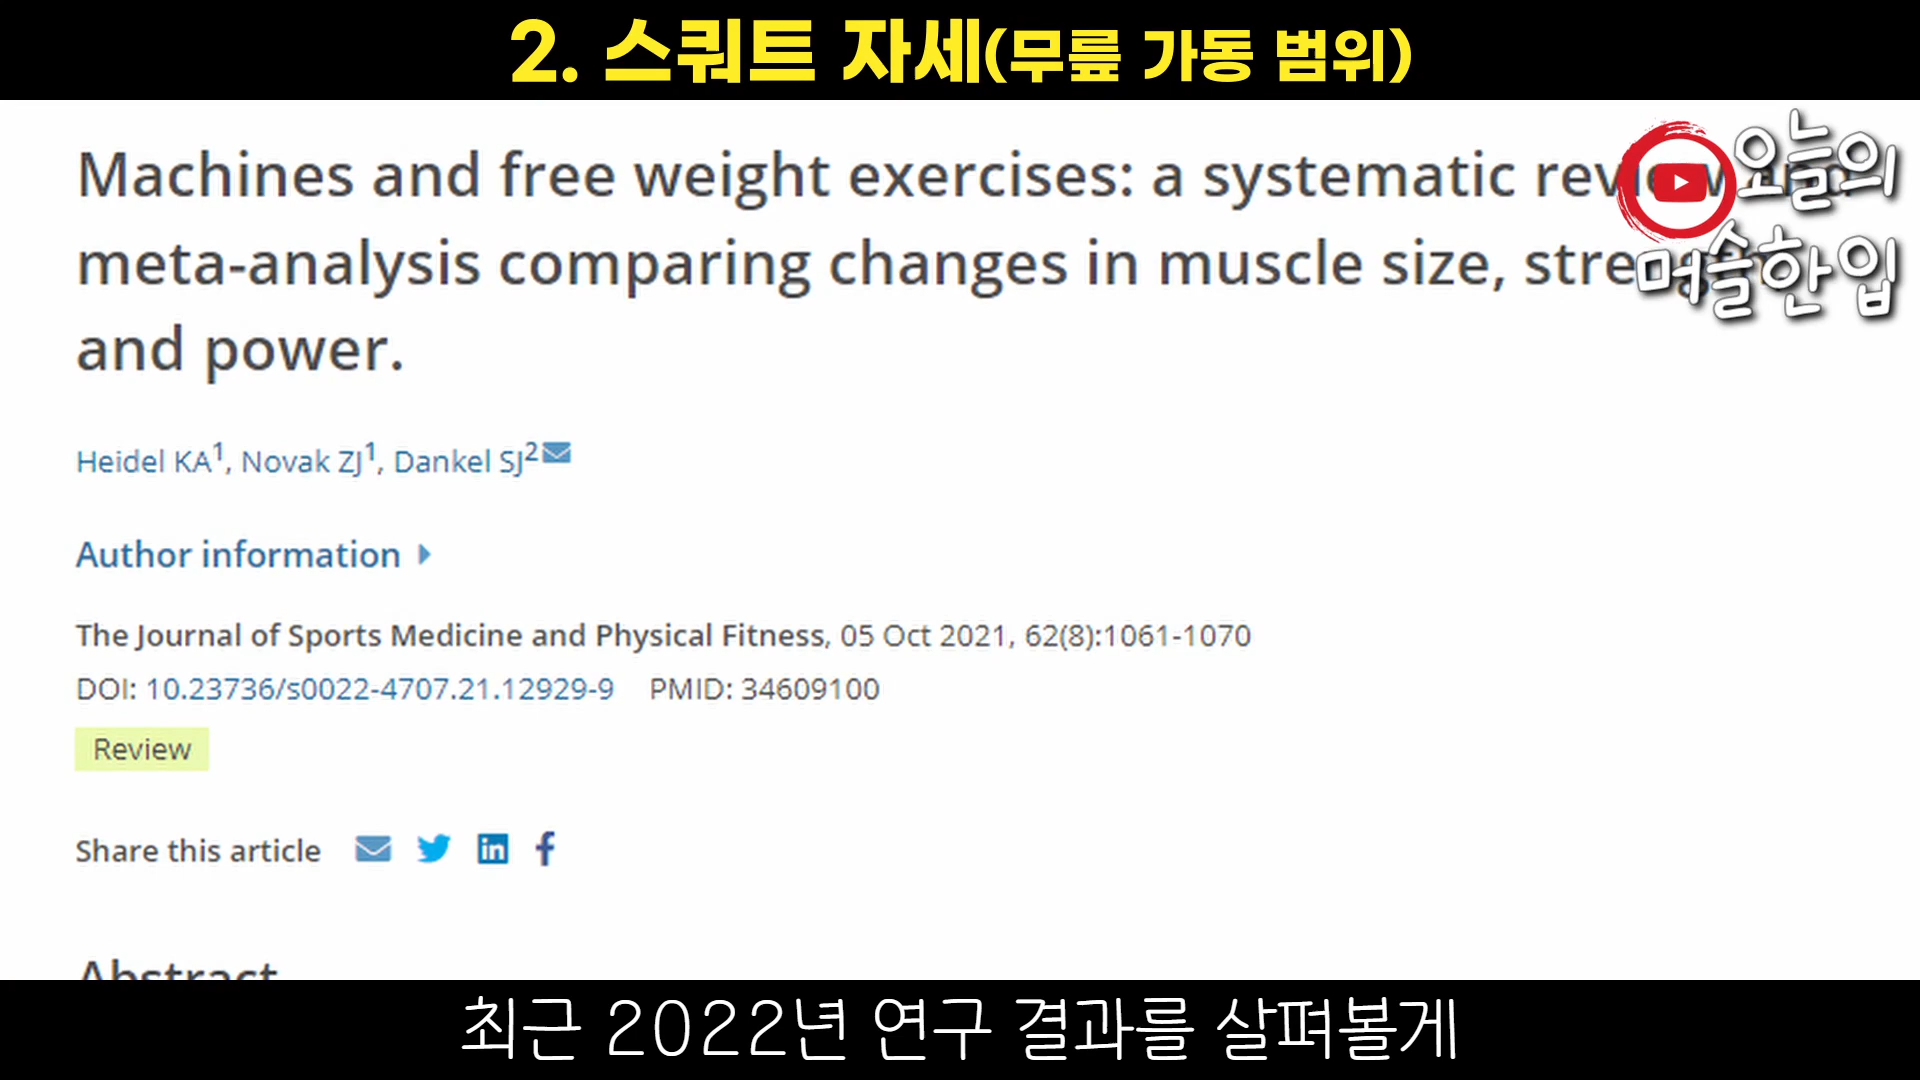 2. 스쿼트 자세(무릎 가동 범위)
Machines and free weight exercises: a systematic
meta-analysis comparing changes in muscle size,
and power.
오늘의
머슬한입
Heidel KA1, Novak ZJ1, Dankel SJ2
Author information
The Journal of Sports Medicine and Physical Fitness, 05 Oct 2021, 62(8):1061-1070
DOI: 10.23736/s0022-4707.21.12929-9 PMID: 34609100
Review
Share this article
Abstract
최근 2022년 연구 결과를 살펴볼게